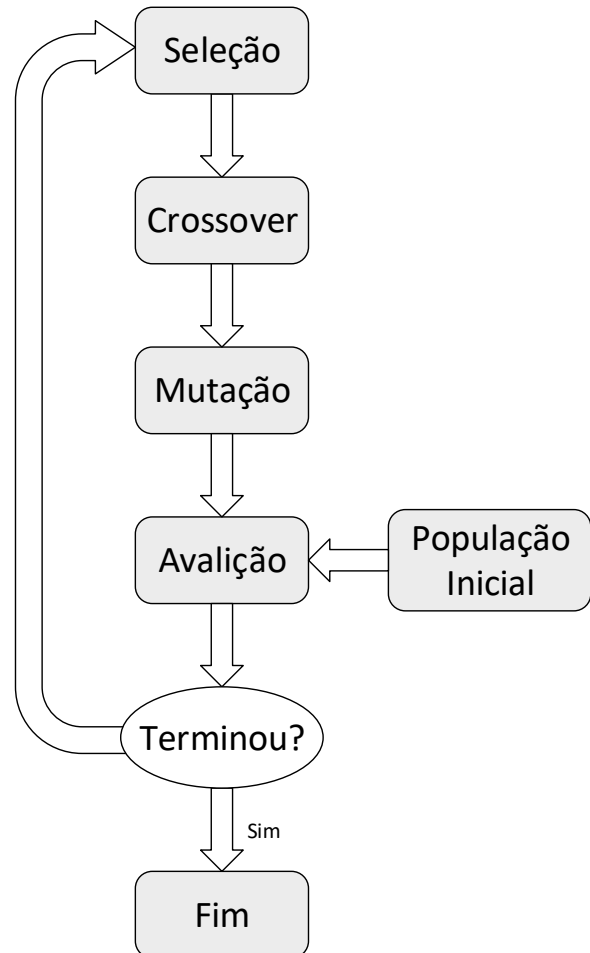 Seleção
Crossover
Mutação
Avalição
População
Inicial
Terminou?
Sim
Fim